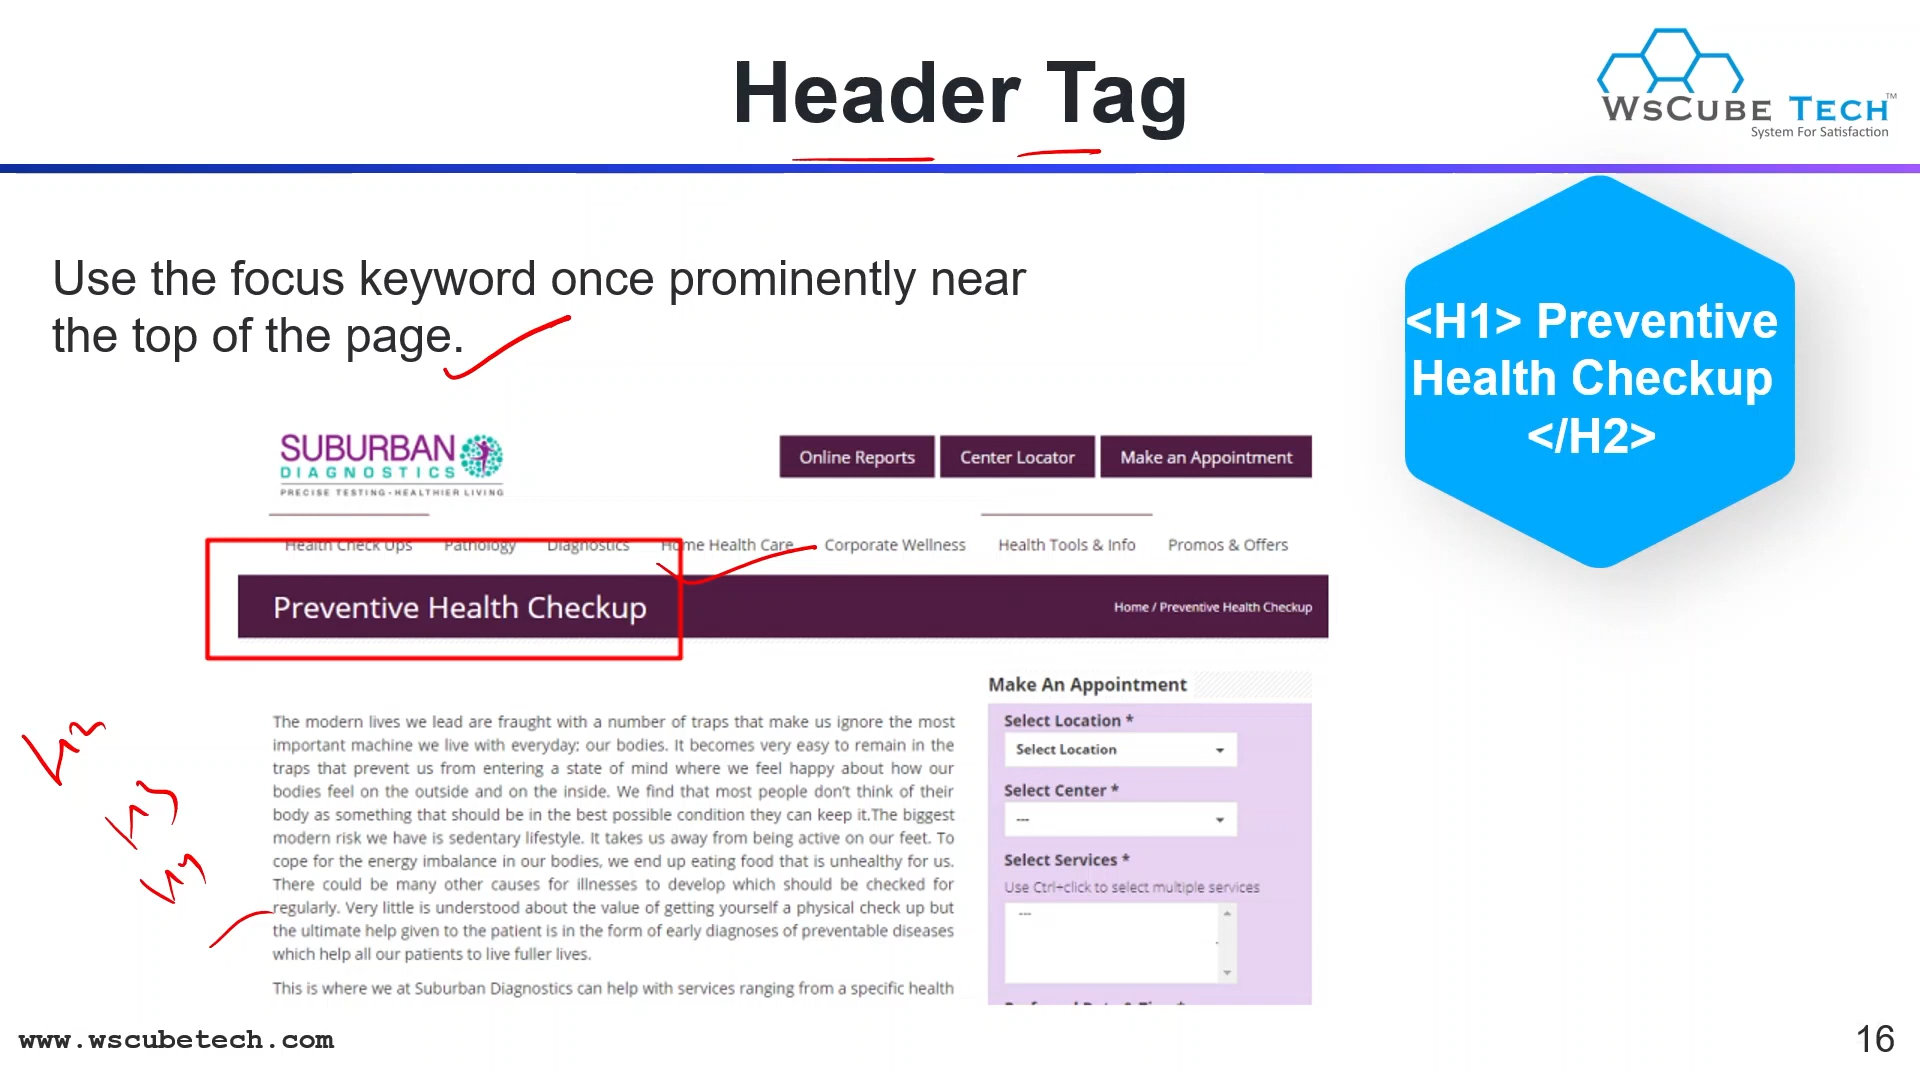 Header Tag
WSCUBE TECH™
System For Satisfaction
Use the focus keyword once prominently near
the top of the page.
<H1> Preventive
Health Checkup
</H2>
SUBURBAN
DIAGNOSTICS
PRECISE TESTING-HEALTHIER LIVING
Online Reports Center Locator Make an Appointment
Health Check Ups Pathology Diagnostics Home Health Care Corporate Wellness Health Tools & Info Promos & Offers
Preventive Health Checkup
Home / Preventive Health Checkup
The modern lives we lead are fraught with a number of traps that make us ignore the most
important machine we live with everyday; our bodies. It becomes very easy to remain in the
traps that prevent us from entering a state of mind where we feel happy about how our
bodies feel on the outside and on the inside. We find that most people don't think of their
body as something that should be in the best possible condition they can keep it.The biggest
modern risk we have is sedentary lifestyle. It takes us away from being active on our feet. To
cope for the energy imbalance in our bodies, we end up eating food that is unhealthy for us.
There could be many other causes for illnesses to develop which should be checked for
regularly. Very little is understood about the value of getting yourself a physical check up but
the ultimate help given to the patient is in the form of early diagnoses of preventable diseases
which help all our patients to live fuller lives.
This is where we at Suburban Diagnostics can help with services ranging from a specific health
Make An Appointment
Select Location *
Select Location
Select Center *
---
Select Services *
Use Ctrl+click to select multiple services
---
h2
h3
h4
www.wscubetech.com
16